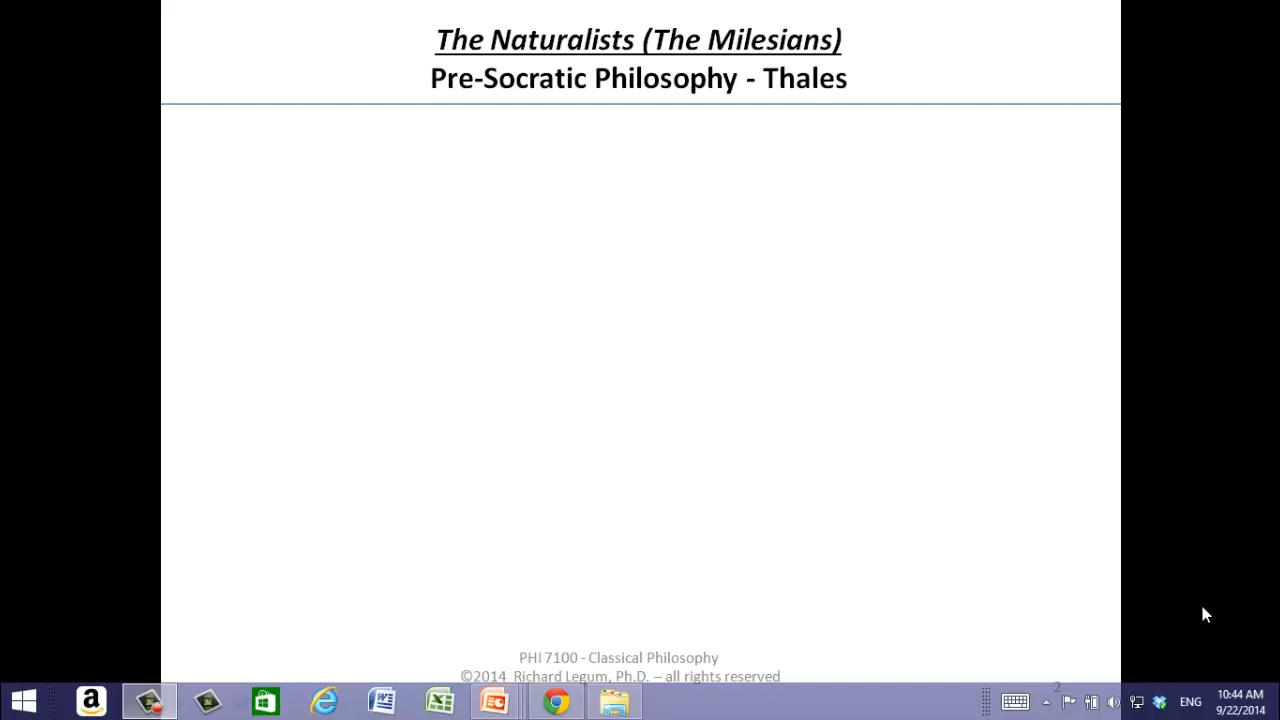 The Naturalists (The Milesians)
Pre-Socratic Philosophy - Thales
PHI 7100 - Classical Philosophy
©2014 Richard Legum, Ph.D. – all rights reserved
2
ENG
10:44 AM
9/22/2014